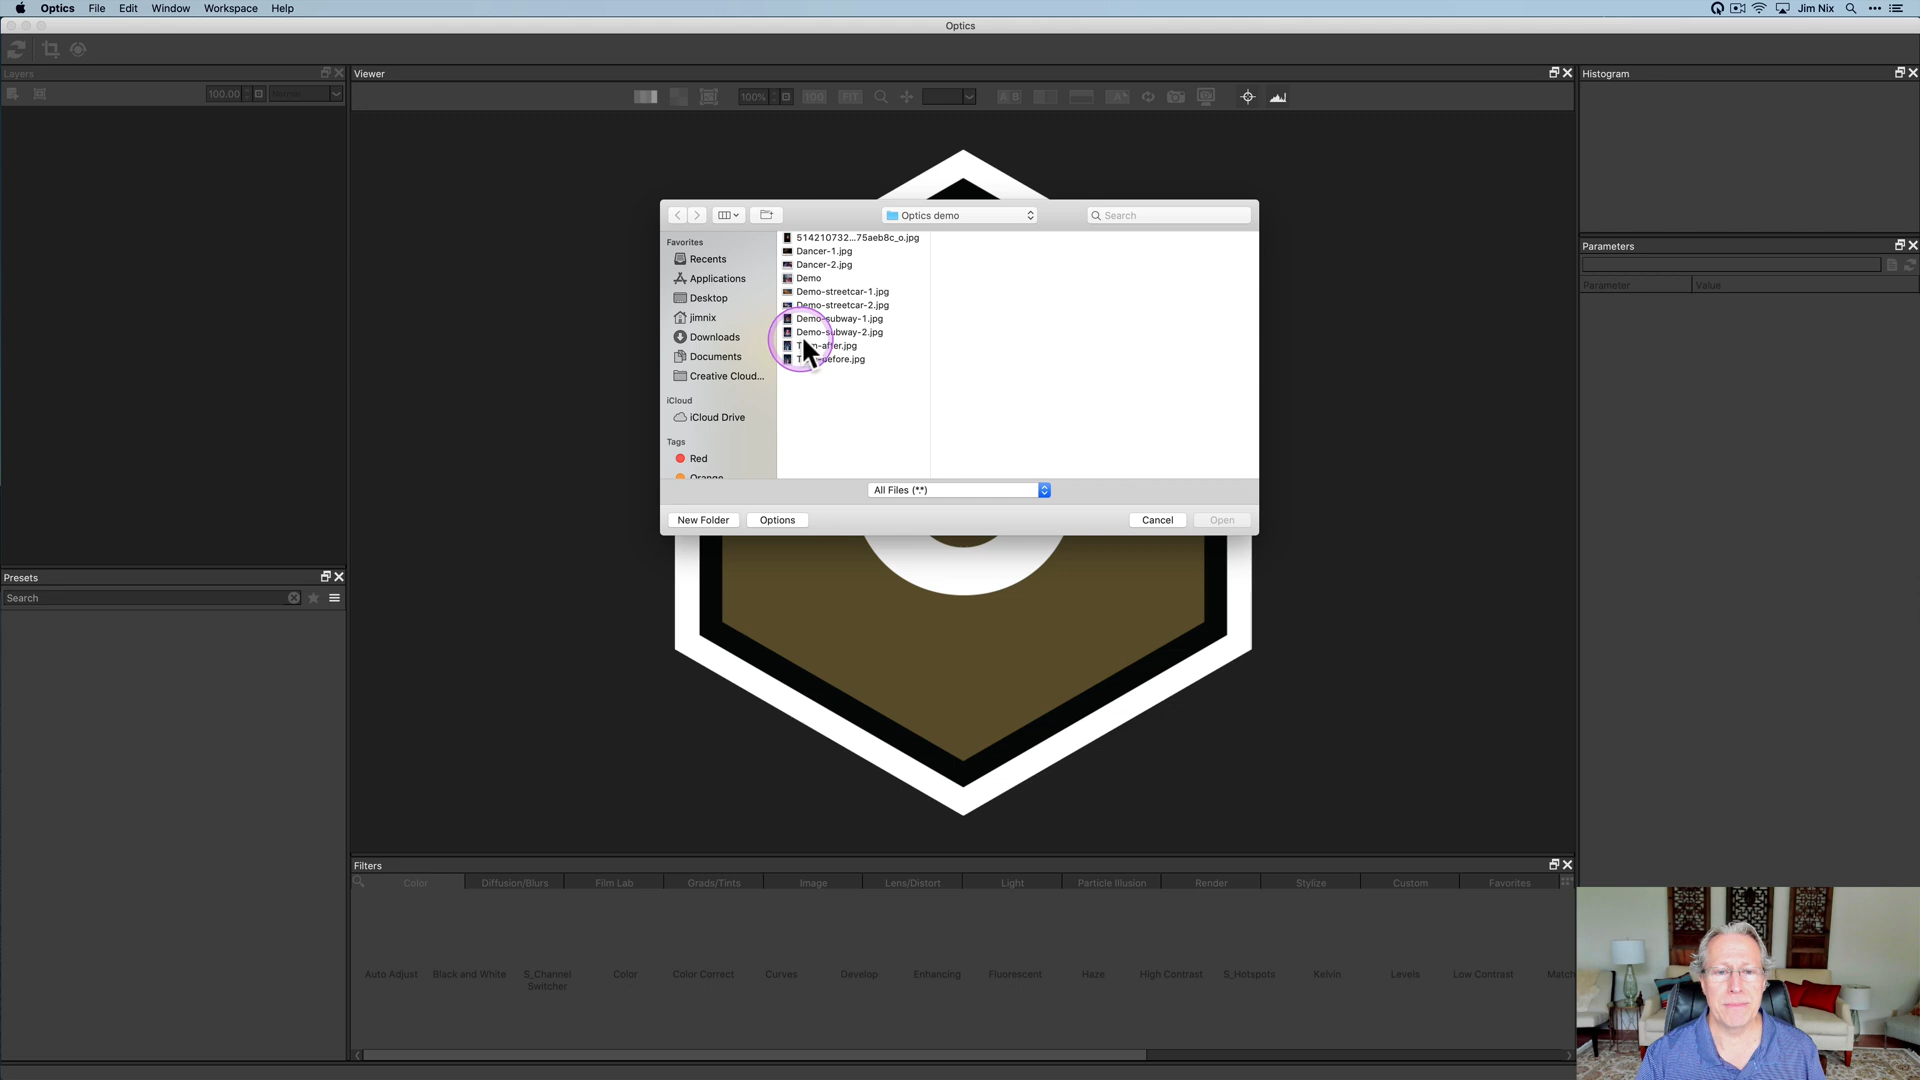 Optics File Edit Window Workspace Help
Jim Nix
Optics
Layers
Viewer
Histogram
100.00
Normal
100%
100
FIT
A B
Optics demo
Search
Favorites
Recents
Applications
Desktop
jimnix
Downloads
Documents
Creative Cloud...
iCloud
iCloud Drive
Tags
Red
Orange
514210732...75aeb8c_o.jpg
Dancer-1.jpg
Dancer-2.jpg
Demo
Demo-streetcar-1.jpg
Demo-streetcar-2.jpg
Demo-subway-1.jpg
Demo-subway-2.jpg
All Files (*.*)
New Folder
Options
Cancel
Open
Parameters
Parameter
Value
Presets
Search
Filters
Color
Diffusion/Blurs
Film Lab
Grads/Tints
Image
Lens/Distort
Light
Particle Illusion
Render
Stylize
Custom
Favorites
Auto Adjust
Black and White
S_Channel
Switcher
Color
Color Correct
Curves
Develop
Enhancing
Fluorescent
Haze
High Contrast
S_Hotspots
Kelvin
Levels
Low Contrast
Match